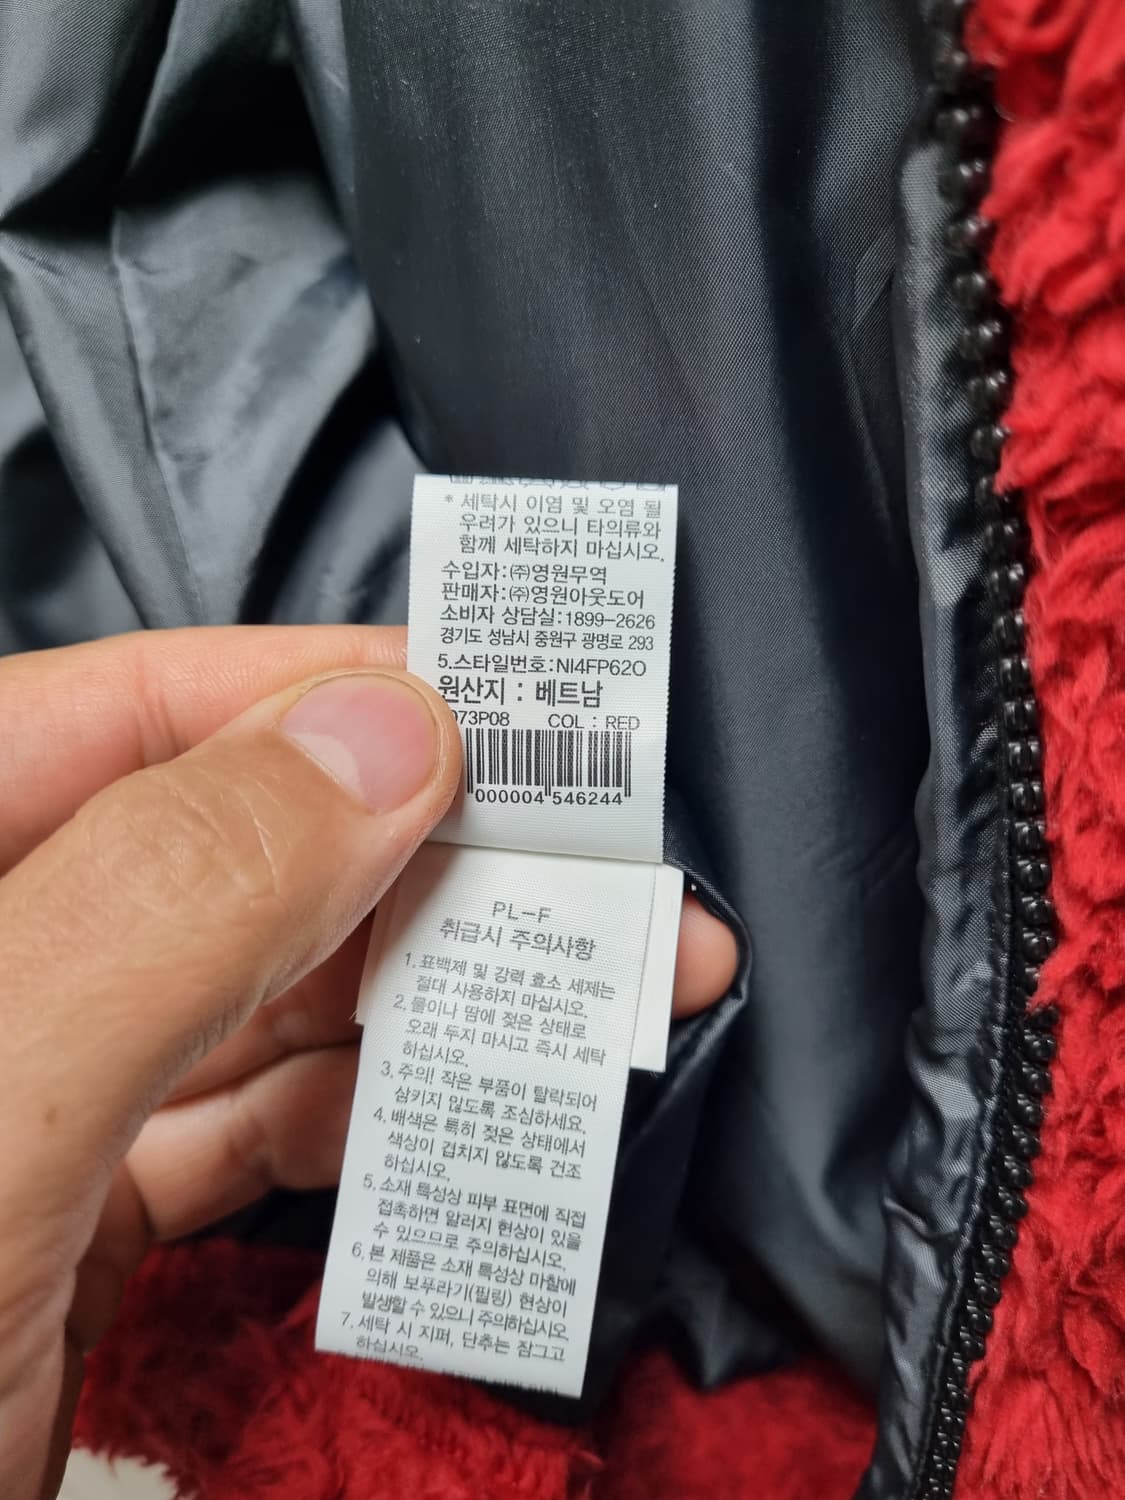 * 세탁시 이염 및 오염 될
우려가 있으니 타의류와
함께 세탁하지 마십시오.
수입자:㈜영원무역
판매자:㈜영원아웃도어
소비자 상담실:1899-2626
경기도 성남시 중원구 광명로 293
5.스타일번호:NI4FP62O
원산지 : 베트남
073P08 COL : RED
000004 546244
PL-F
취급시 주의사항
1. 표백제 및 강력 효소 세제는
절대 사용하지 마십시오.
2. 물이나 땀에 젖은 상태로
오래 두지 마시고 즉시 세탁
하십시오.
3. 주의! 작은 부품이 탈락되어
삼키지 않도록 조심하세요.
4. 배색은 특히 젖은 상태에서
색상이 겹치지 않도록 건조
하십시오.
5. 소재 특성상 피부 표면에 직접
접촉하면 알러지 현상이 있을
수 있으므로 주의하십시오.
6. 본 제품은 소재 특성상 마찰에
의해 보푸라기(필링) 현상이
발생할 수 있으니 주의하십시오.
7. 세탁 시 지퍼, 단추는 잠그고
하십시오.